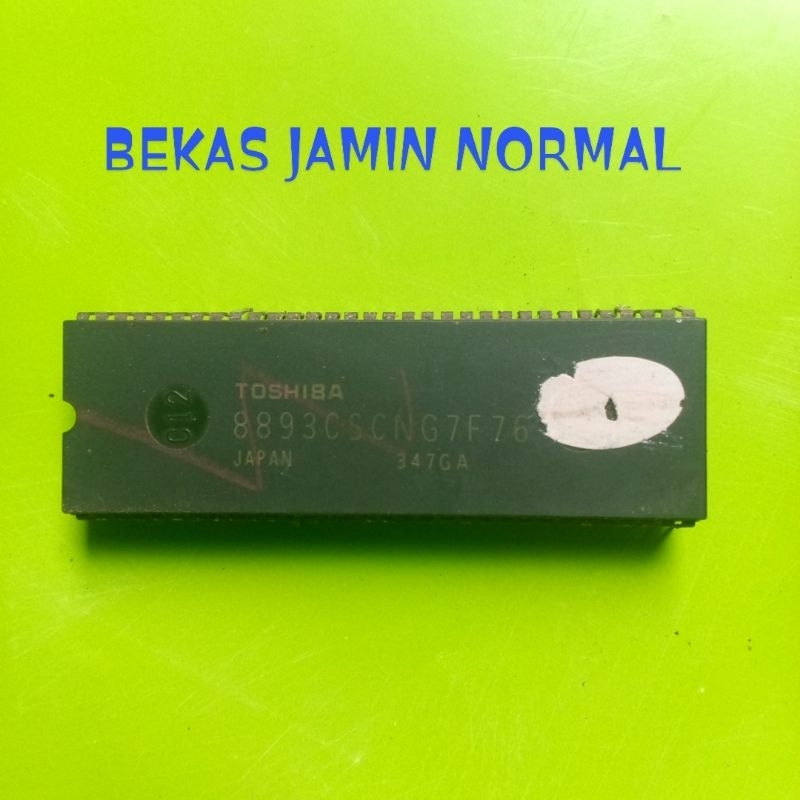 BEKAS JAMIN NORMAL
TOSHIBA
8893CSCNG7F76
JAPAN 347GA
C12